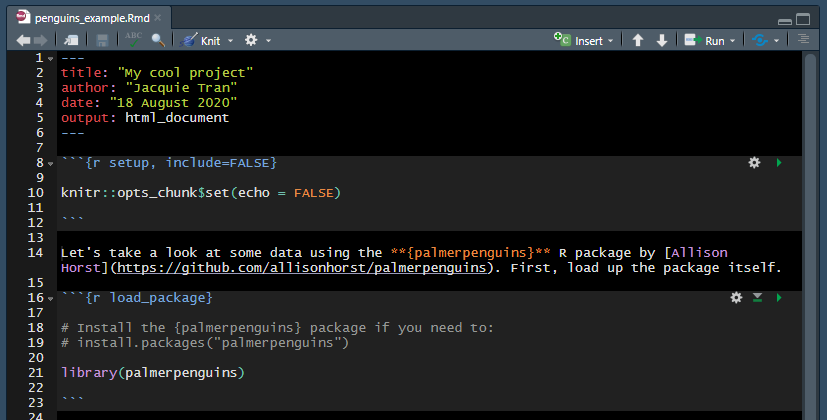 penguins_example.Rmd
ABC Knit Insert Run
1 ---
2 title: "My cool project"
3 author: "Jacquie Tran"
4 date: "18 August 2020"
5 output: html_document
6 ---
7
8 ```{r setup, include=FALSE}
9
10 knitr::opts_chunk$set(echo = FALSE)
11
12 ```
13
14 Let's take a look at some data using the **{palmerpenguins}** R package by [Allison
Horst](https://github.com/allisonhorst/palmerpenguins). First, load up the package itself.
15
16 ```{r load_package}
17
18 # Install the {palmerpenguins} package if you need to:
19 # install.packages("palmerpenguins")
20
21 library(palmerpenguins)
22
23 ```
24